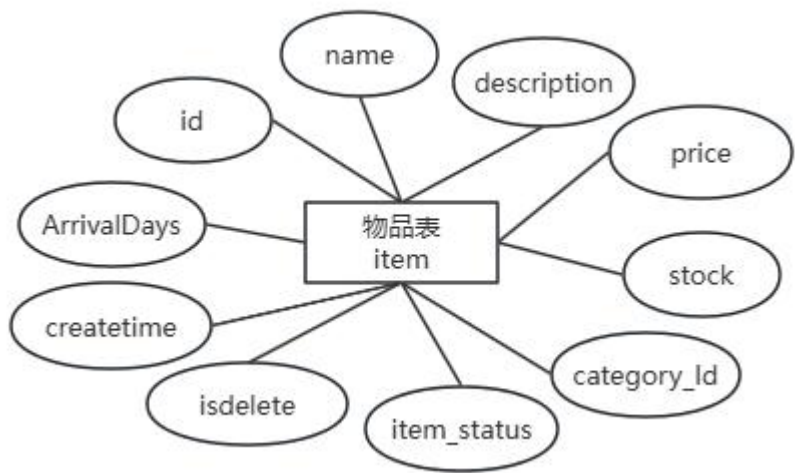 name
description
id
price
物品表
item
ArrivalDays
stock
createtime
category_Id
isdelete
item_status